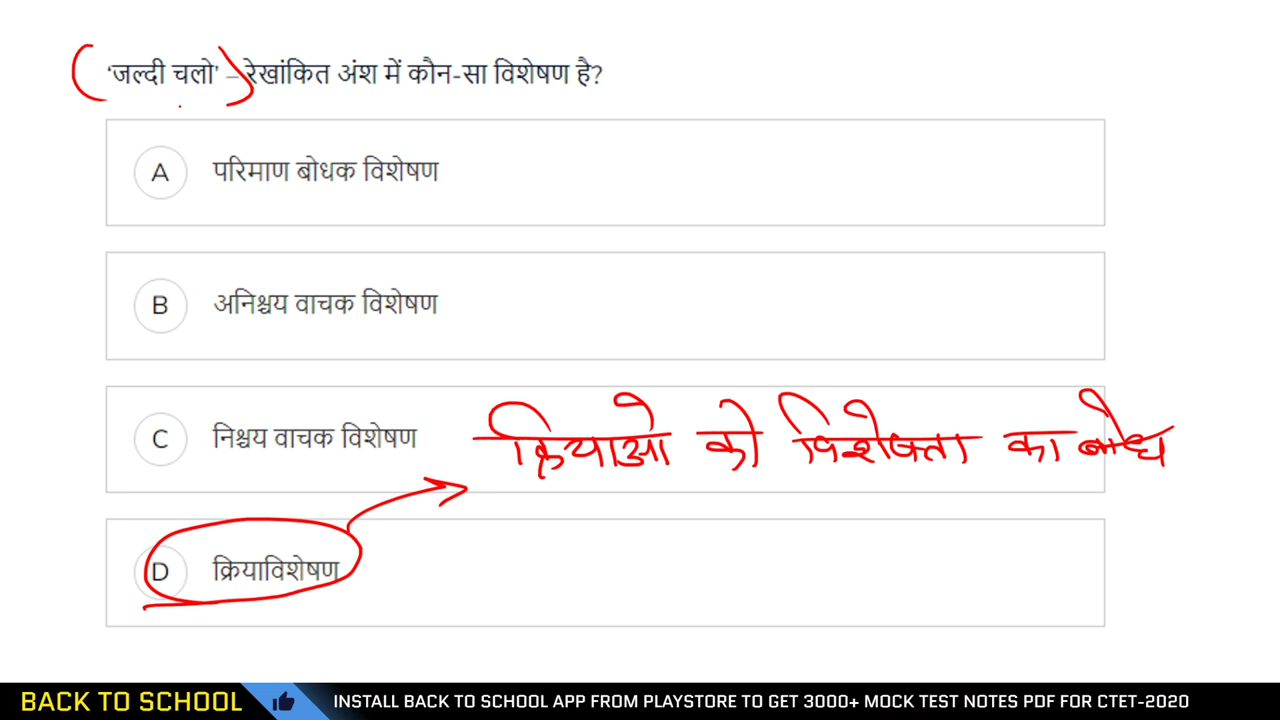 'जल्दी चलो' – रेखांकित अंश में कौन-सा विशेषण है?
A परिमाण बोधक विशेषण
B अनिश्चय वाचक विशेषण
C निश्चय वाचक विशेषण
क्रियाओ की विशेषता का बोध
D क्रियाविशेषण
BACK TO SCHOOL INSTALL BACK TO SCHOOL APP FROM PLAYSTORE TO GET 3000+ MOCK TEST NOTES PDF FOR CTET-2020